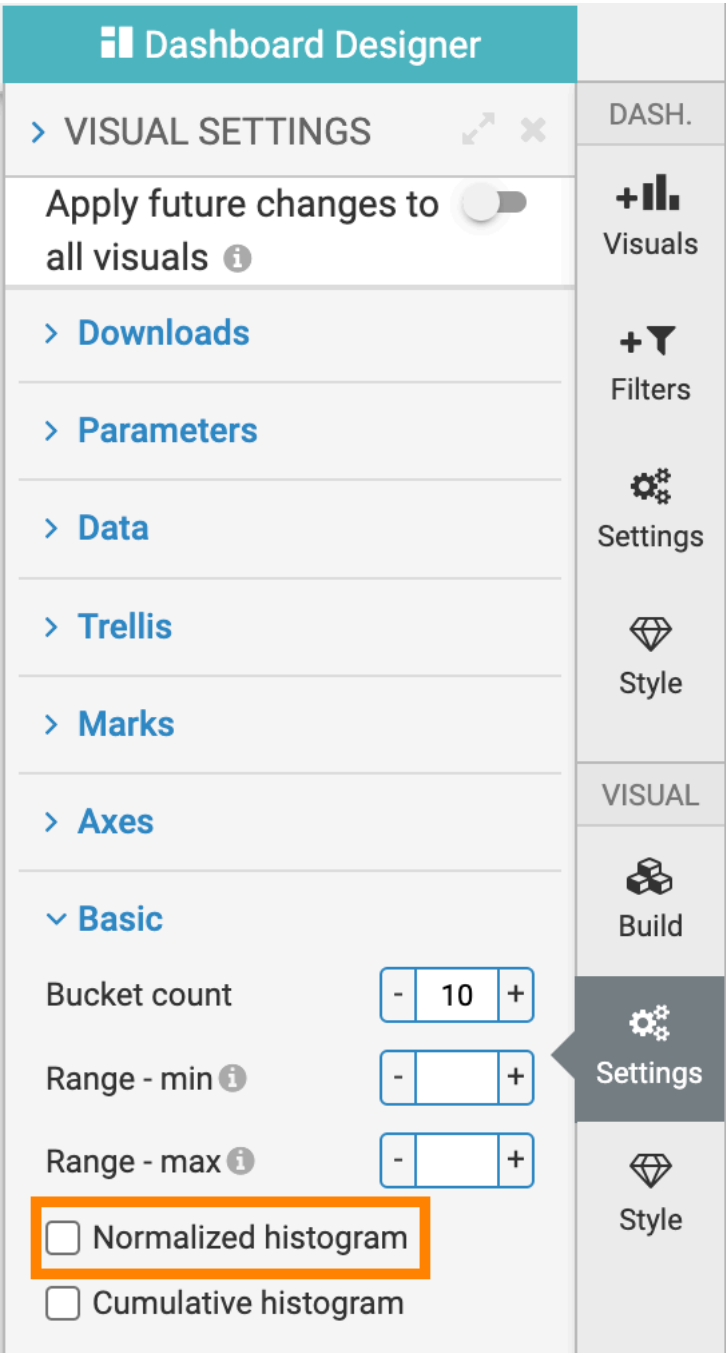 Dashboard Designer
VISUAL SETTINGS
Apply future changes to
all visuals
Downloads
Parameters
Data
Trellis
Marks
Axes
Basic
Bucket count - 10 +
Range - min - +
Range - max - +
Normalized histogram
Cumulative histogram
DASH.
Visuals
Filters
Settings
Style
VISUAL
Build
Settings
Style